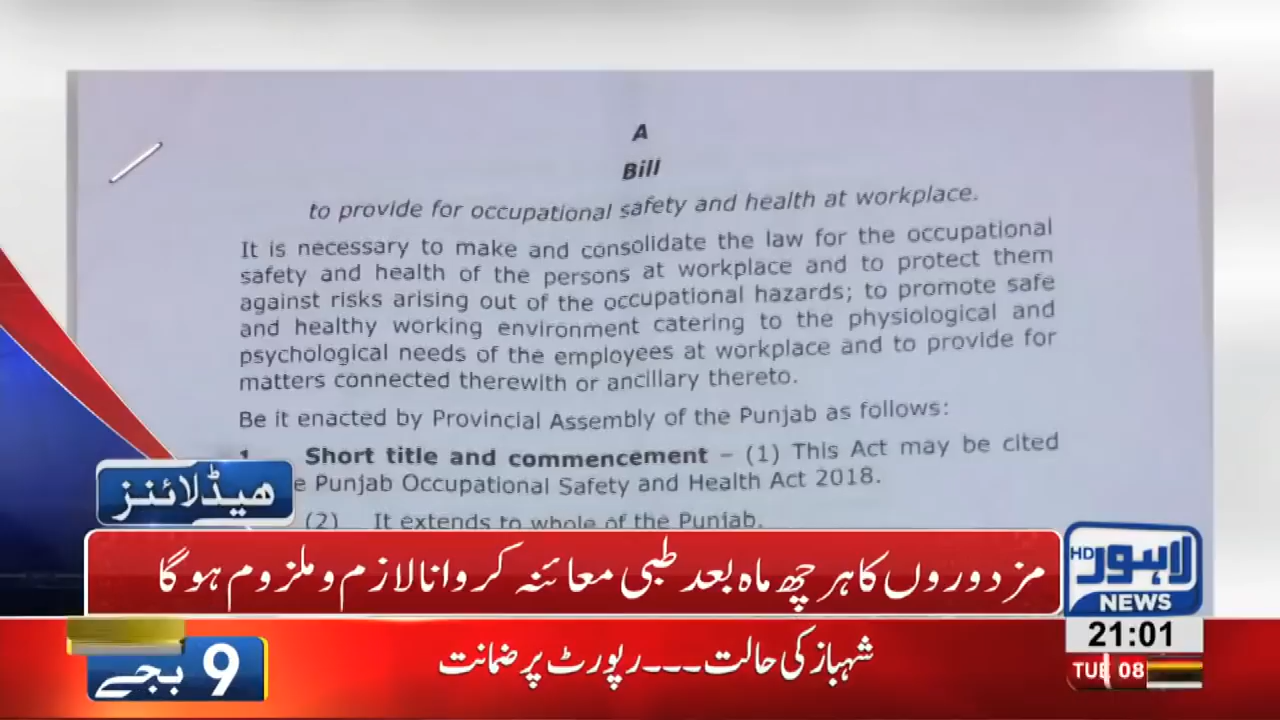 A
Bill
to provide for occupational safety and health at workplace.
It is necessary to make and consolidate the law for the occupational
safety and health of the persons at workplace and to protect them
against risks arising out of the occupational hazards; to promote safe
and healthy working environment catering to the physiological and
psychological needs of the employees at workplace and to provide for
matters connected therewith or ancillary thereto.
Be it enacted by Provincial Assembly of the Punjab as follows:
1. Short title and commencement – (1) This Act may be cited
e Punjab Occupational Safety and Health Act 2018.
(2) It extends to whole of the Punjab.
ھیڈلائنز
مزدوروں کا ہر چھ ماہ بعد طبی معائنہ کروانا لازم و ملزوم ہو گا
لاہور HD
NEWS
21:01
TUE 08
شہباز کی حالت۔۔۔رپورٹ پر ضمانت
9 بجے